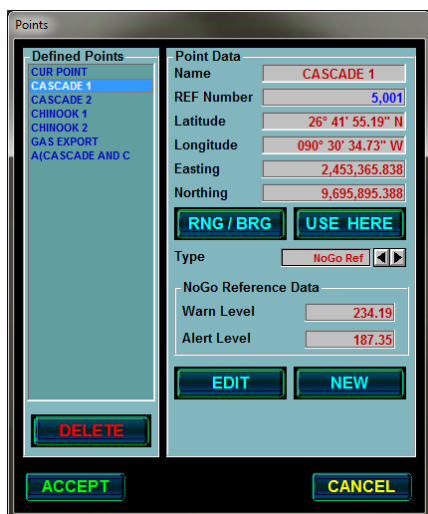 Points
Defined Points
CUR POINT
CASCADE 1
CASCADE 2
CHINOOK 1
CHINOOK 2
GAS EXPORT
A(CASCADE AND C
DELETE
Point Data
Name CASCADE 1
REF Number 5,001
Latitude 26° 41' 55.19" N
Longitude 090° 30' 34.73" W
Easting 2,453,365.838
Northing 9,695,895.388
RNG / BRG USE HERE
Type NoGo Ref
NoGo Reference Data
Warn Level 234.19
Alert Level 187.35
EDIT NEW
ACCEPT CANCEL